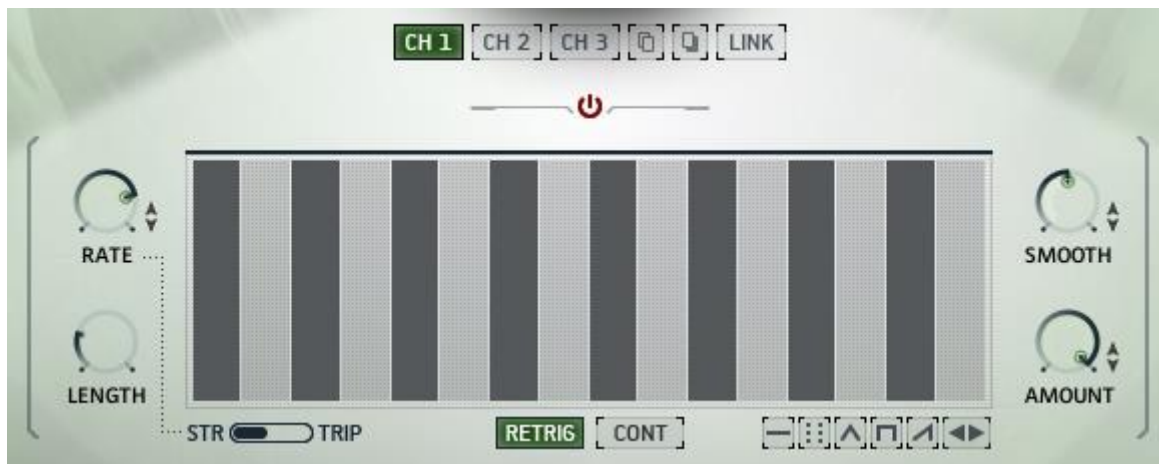 CH 1 CH 2 CH 3 LINK
RATE
SMOOTH
LENGTH
AMOUNT
STR TRIP RETRIG CONT